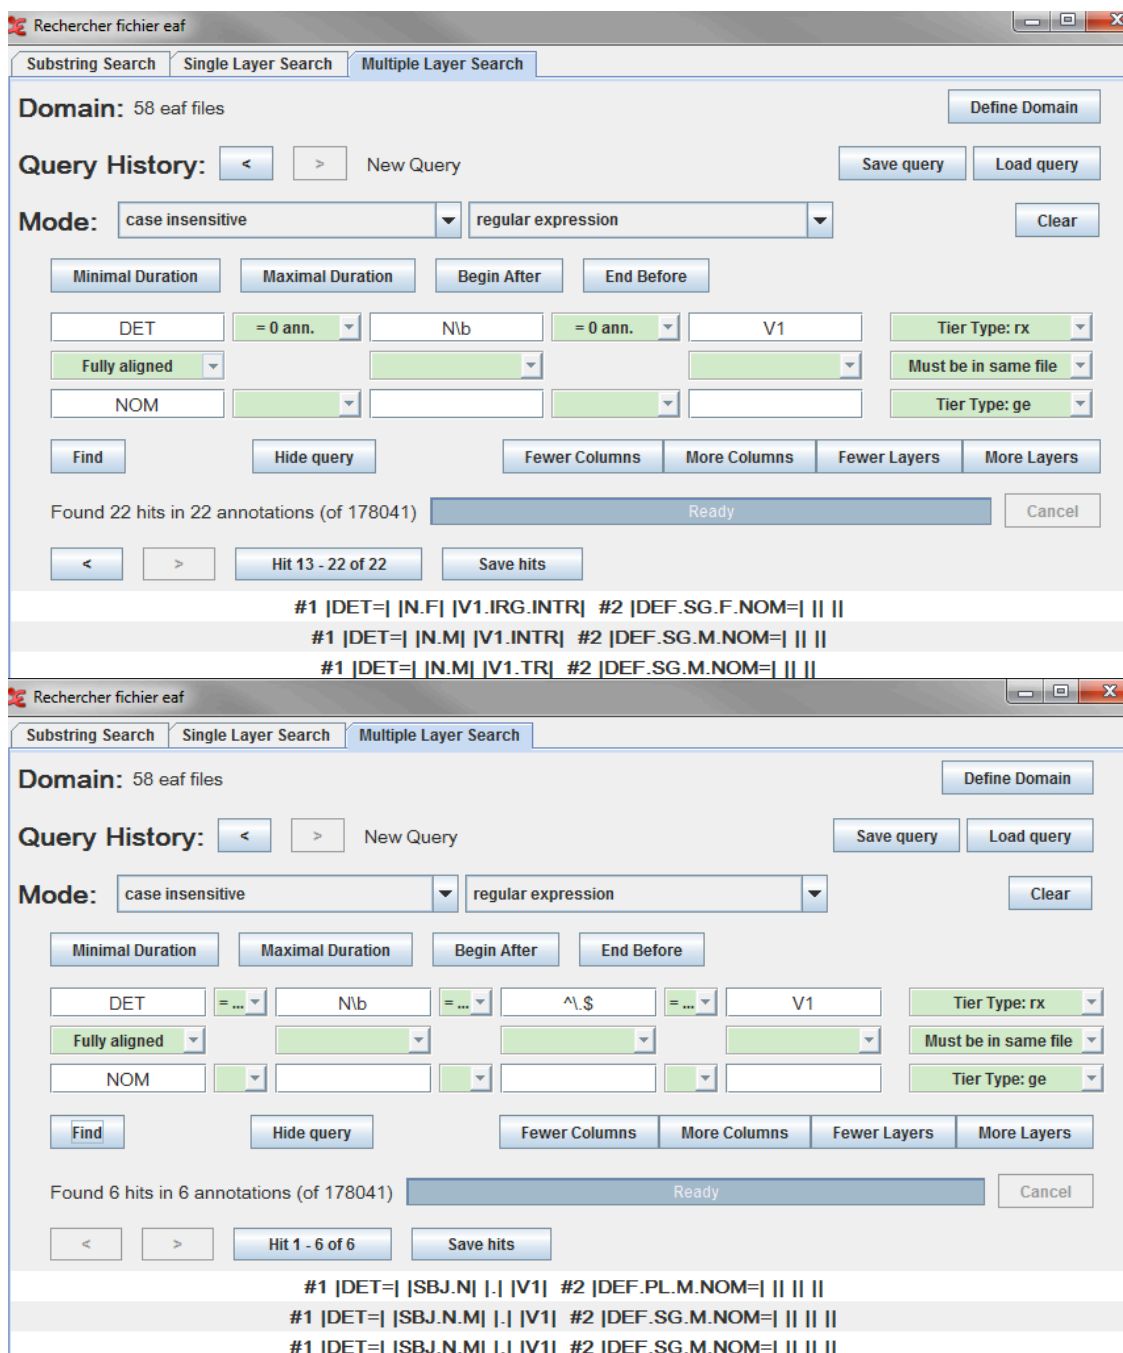 Rechercher fichier eaf
Substring Search Single Layer Search Multiple Layer Search
Domain: 58 eaf files Define Domain
Query History: < > New Query Save query Load query
Mode: case insensitive regular expression Clear
Minimal Duration Maximal Duration Begin After End Before
DET = 0 ann. N\b = 0 ann. V1 Tier Type: rx
Fully aligned Must be in same file
NOM Tier Type: ge
Find Hide query Fewer Columns More Columns Fewer Layers More Layers
Found 22 hits in 22 annotations (of 178041) Ready Cancel
< > Hit 13 - 22 of 22 Save hits
#1 |DET=| |N.F| |V1.IRG.INTR| #2 |DEF.SG.F.NOM=| || ||
#1 |DET=| |N.M| |V1.INTR| #2 |DEF.SG.M.NOM=| || ||
#1 |DET=| |N.M| |V1.TR| #2 |DEF.SG.M.NOM=| || ||
Rechercher fichier eaf
Substring Search Single Layer Search Multiple Layer Search
Domain: 58 eaf files Define Domain
Query History: < > New Query Save query Load query
Mode: case insensitive regular expression Clear
Minimal Duration Maximal Duration Begin After End Before
DET = ... N\b = ... ^\.$ = ... V1 Tier Type: rx
Fully aligned Must be in same file
NOM Tier Type: ge
Find Hide query Fewer Columns More Columns Fewer Layers More Layers
Found 6 hits in 6 annotations (of 178041) Ready Cancel
< > Hit 1 - 6 of 6 Save hits
#1 |DET=| |SBJ.N| |.| |V1| #2 |DEF.PL.M.NOM=| || || ||
#1 |DET=| |SBJ.N.M| |.| |V1| #2 |DEF.SG.M.NOM=| || || ||
#1 |DET=| |SBJ.N.M| |.| |V1| #2 |DEF.SG.M.NOM=| || || ||